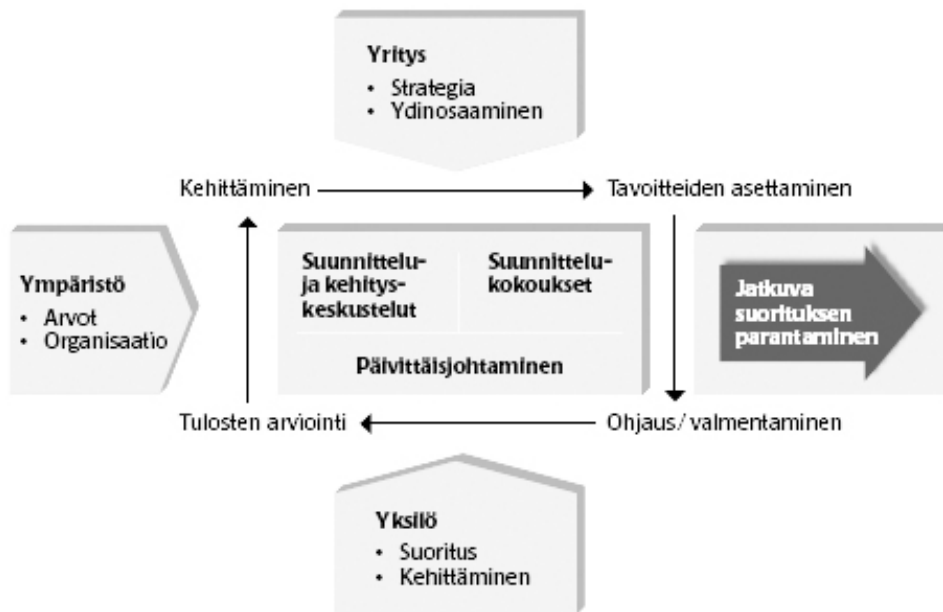 Yritys
• Strategia
• Ydinosaaminen
Kehittäminen
Tavoitteiden asettaminen
Ympäristö
• Arvot
• Organisaatio
Suunnittelu-
ja kehitys-
keskustelut
Suunnittelu-
kokoukset
Päivittäisjohtaminen
Jatkuva
suorituksen
parantaminen
Tulosten arviointi
Ohjaus/valmentaminen
Yksilö
• Suoritus
• Kehittäminen